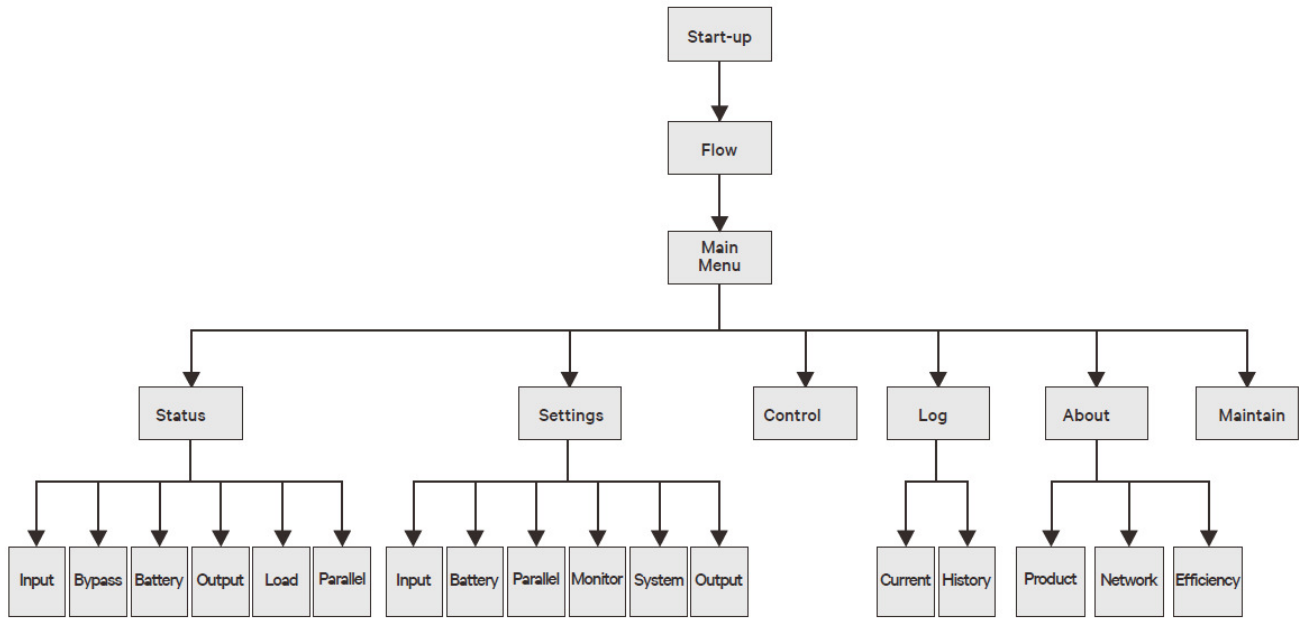 Start-up
Flow
Main
Menu
Status
Settings
Control
Log
About
Maintain
Input
Bypass
Battery
Output
Load
Parallel
Input
Battery
Parallel
Monitor
System
Output
Current
History
Product
Network
Efficiency